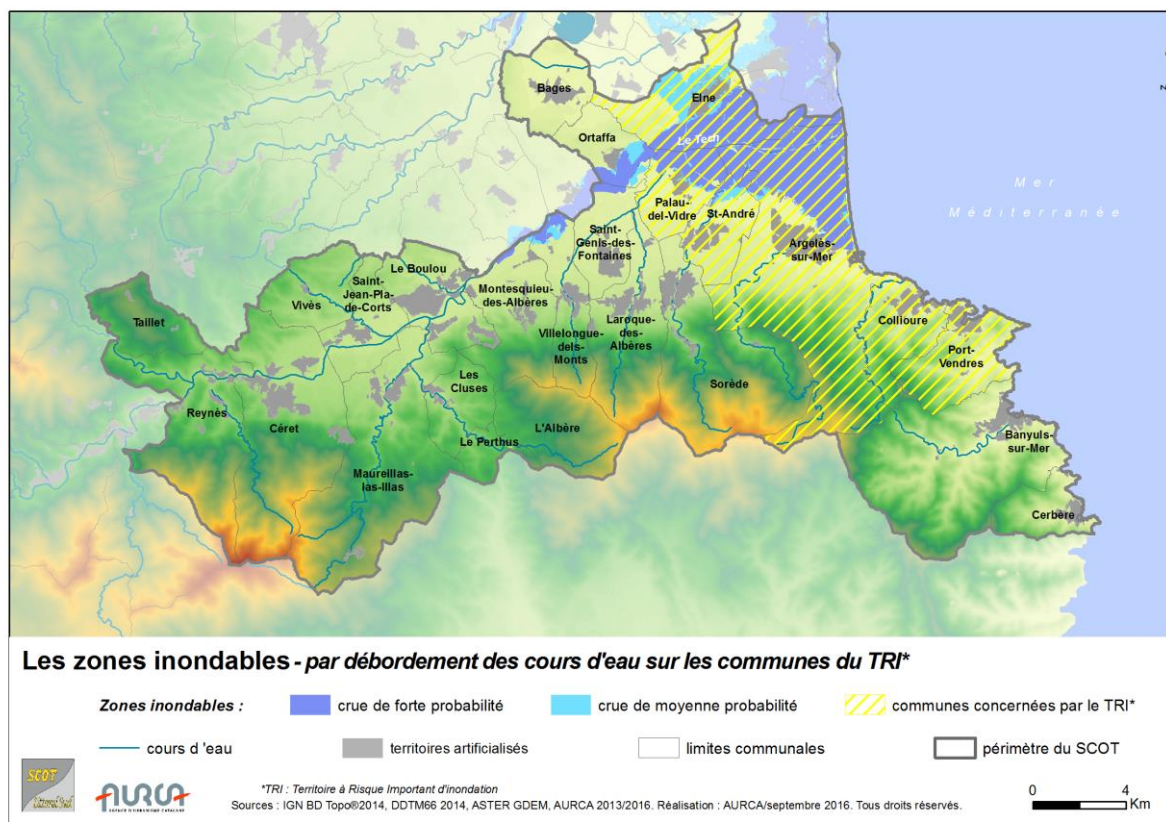 Bages
Elne
Ortaffa
Le Tech
Mer
Méditerranée
Palau-
del-Vidre
St-André
Saint-
Génis-des-
Fontaines
Argelès-
sur-Mer
Le Boulou
Saint-
Jean-Pla-
de-Corts
Vivès
Montesquieu
des-Albères
Taillet
Collioure
Laroque-
des-
Albères
Villelongue-
dels-
Monts
Port-
Vendres
Les
Cluses
Sorède
Reynès
Céret
L'Albère
Le Perthus
Banyuls-
sur-Mer
Maureillas-
las-Illas
Cerbère
Les zones inondables - par débordement des cours d'eau sur les communes du TRI*
Zones inondables :
crue de forte probabilité
crue de moyenne probabilité
communes concernées par le TRI*
cours d 'eau
territoires artificialisés
limites communales
périmètre du SCOT
SCOT
Littoral Sud
AURCA
AGENCE D'URBANISME CATALANE
*TRI : Territoire à Risque Important d'inondation
Sources : IGN BD Topo®2014, DDTM66 2014, ASTER GDEM, AURCA 2013/2016. Réalisation : AURCA/septembre 2016. Tous droits réservés.
0 4
Km